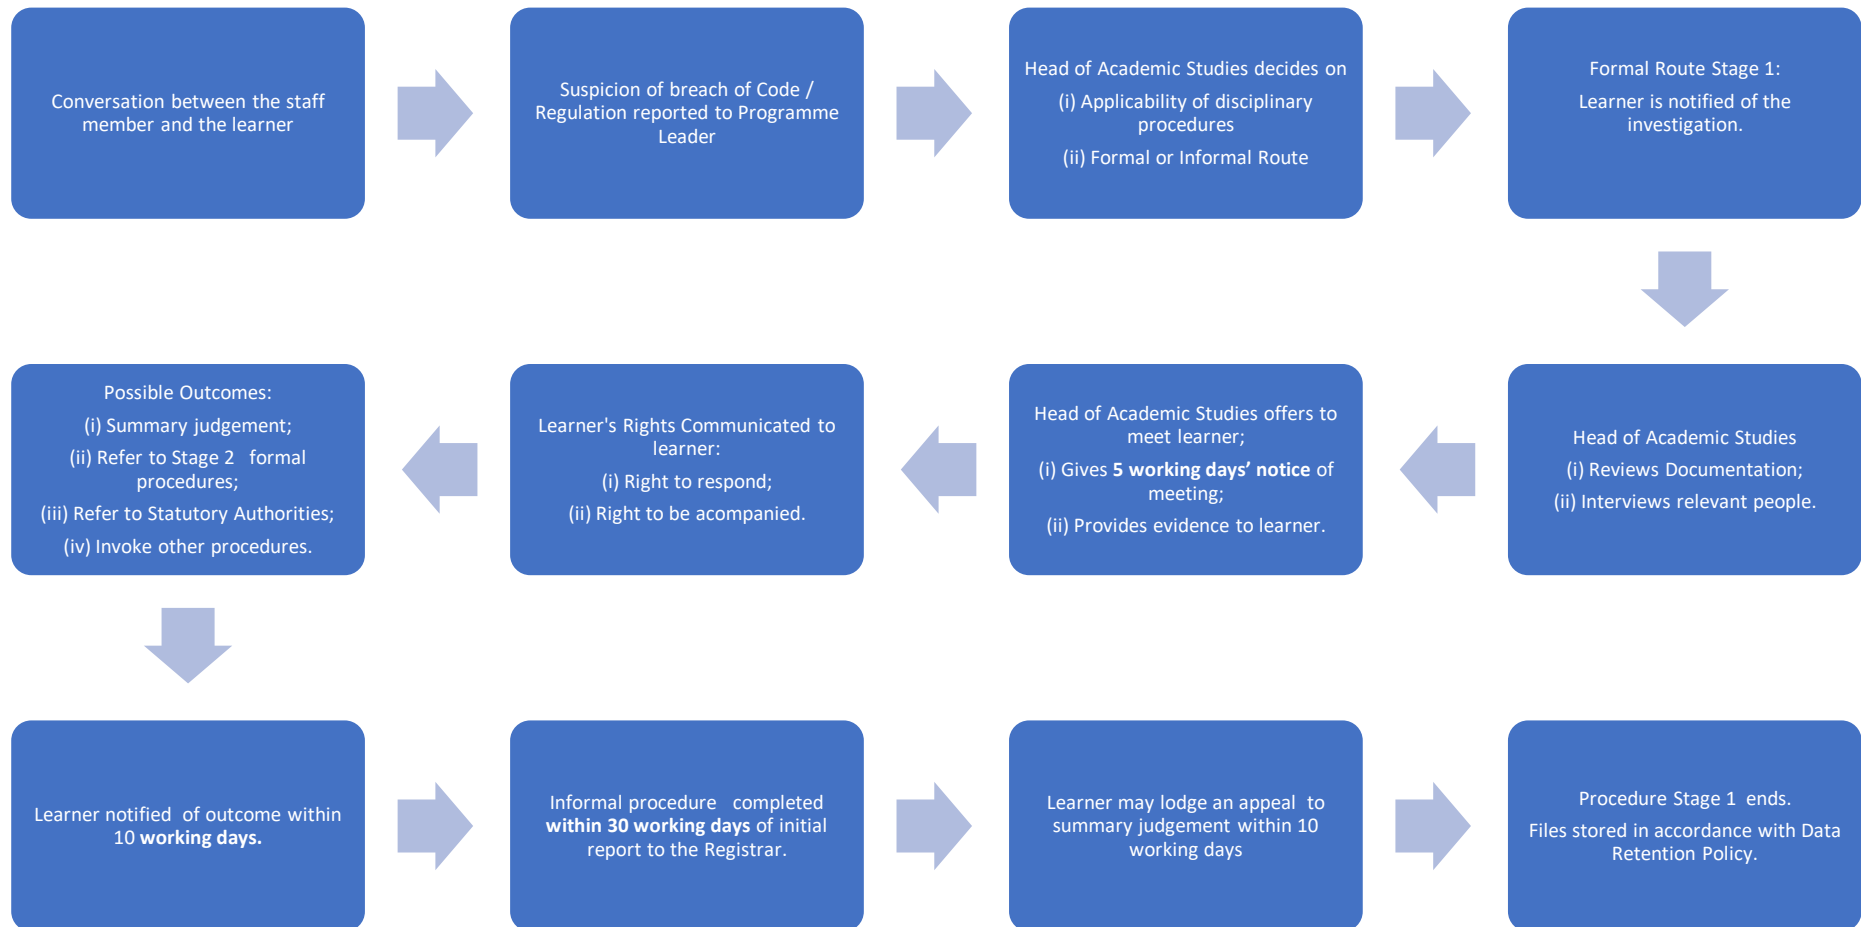 Conversation between the staff
member and the learner
Suspicion of breach of Code /
Regulation reported to Programme
Leader
Head of Academic Studies decides on
(i) Applicability of disciplinary
procedures
(ii) Formal or Informal Route
Formal Route Stage 1:
Learner is notified of the
investigation.
Head of Academic Studies
(i) Reviews Documentation;
(ii) Interviews relevant people.
Head of Academic Studies offers to
meet learner;
(i) Gives 5 working days’ notice of
meeting;
(ii) Provides evidence to learner.
Learner's Rights Communicated to
learner:
(i) Right to respond;
(ii) Right to be acompanied.
Possible Outcomes:
(i) Summary judgement;
(ii) Refer to Stage 2 formal
procedures;
(iii) Refer to Statutory Authorities;
(iv) Invoke other procedures.
Learner notified of outcome within
10 working days.
Informal procedure completed
within 30 working days of initial
report to the Registrar.
Learner may lodge an appeal to
summary judgement within 10
working days
Procedure Stage 1 ends.
Files stored in accordance with Data
Retention Policy.